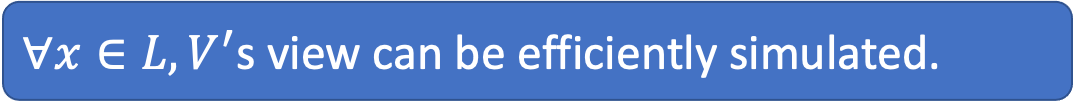 ∀x ∈ L, V′s view can be efficiently simulated.